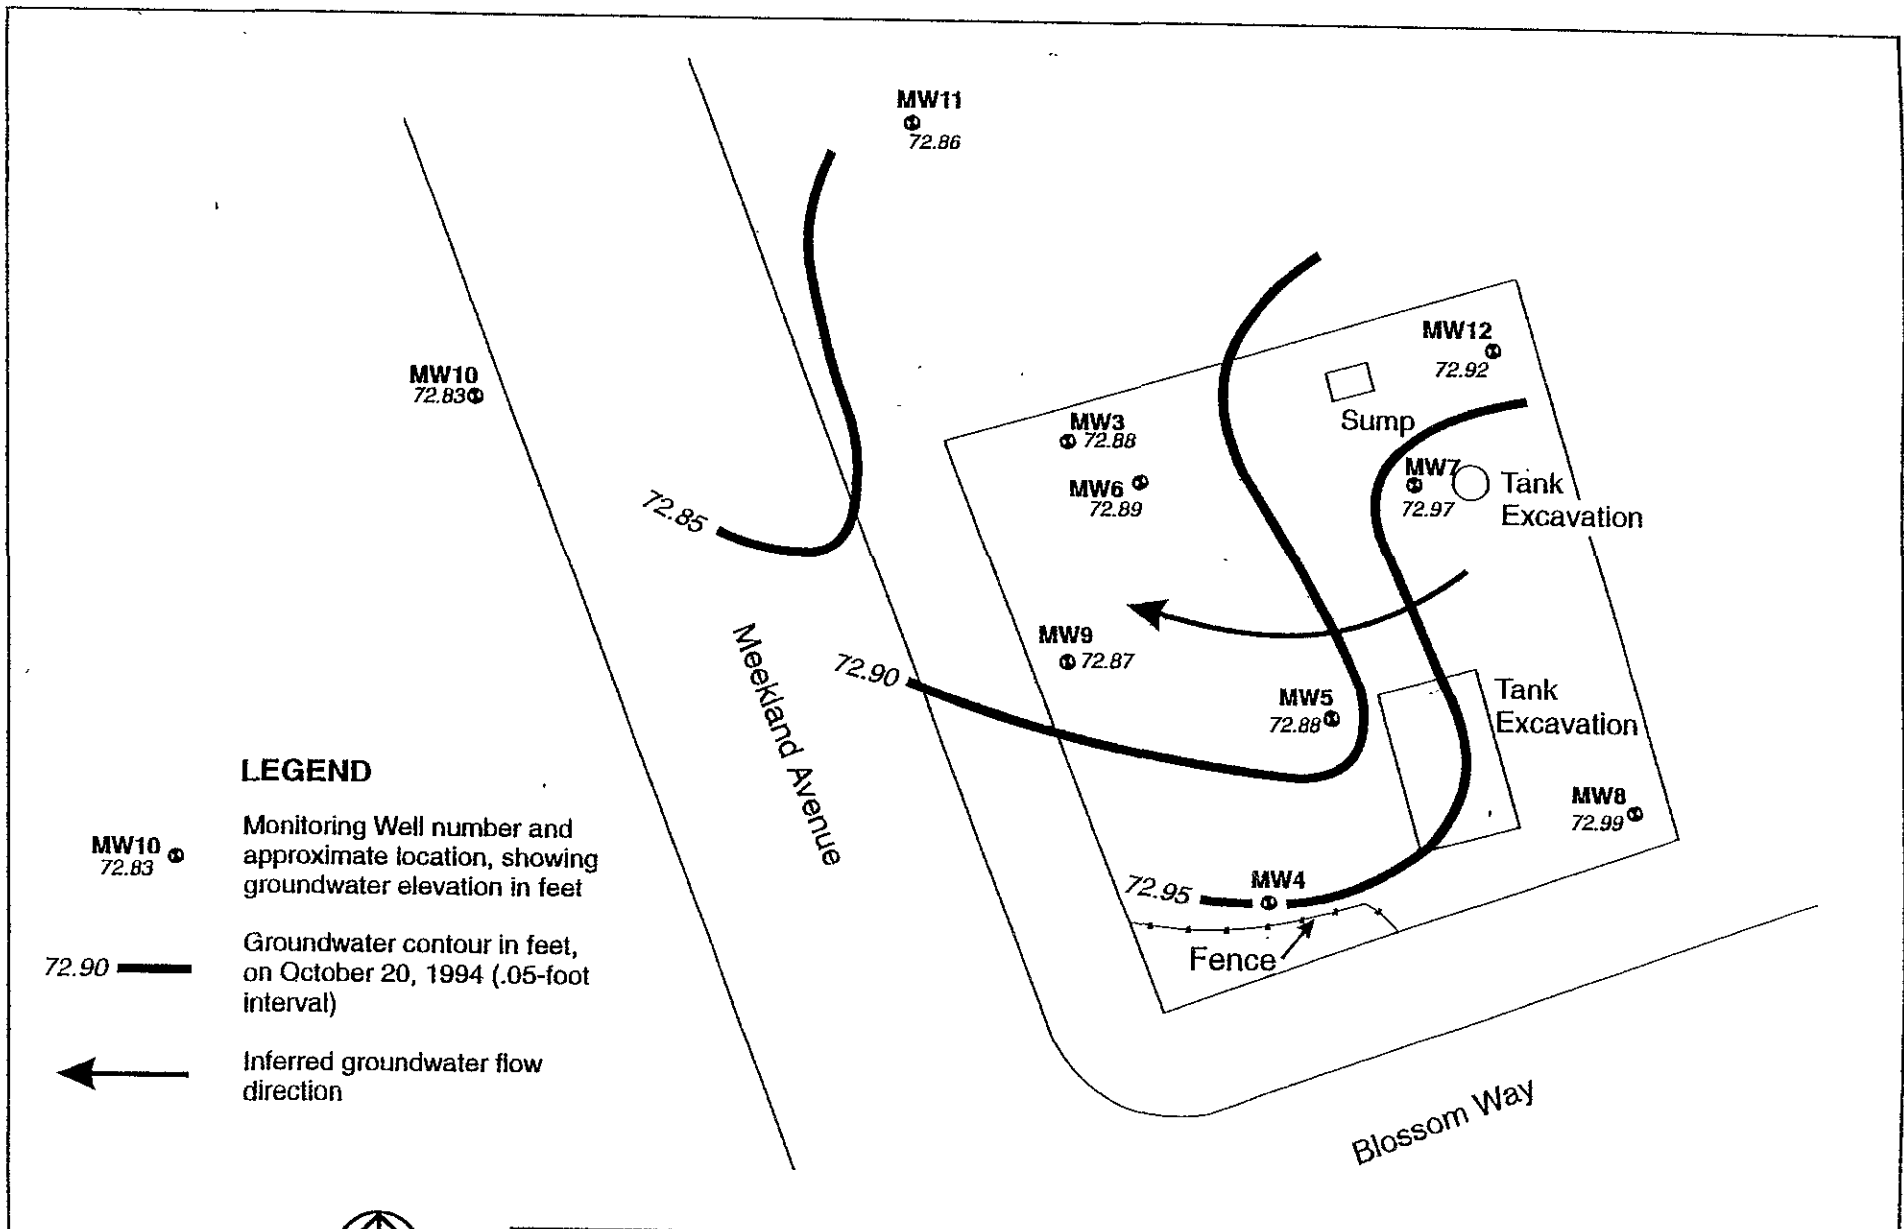 MW11
72.86
MW10
72.83
MW12
72.92
Sump
MW3
72.88
MW6
72.89
MW7
72.97
Tank
Excavation
72.85
MW9
72.87
72.90
Meekland Avenue
MW5
72.88
Tank
Excavation
MW8
72.99
72.95
MW4
Fence
Blossom Way
LEGEND
MW10
72.83
Monitoring Well number and
approximate location, showing
groundwater elevation in feet
72.90
Groundwater contour in feet,
on October 20, 1994 (.05-foot
interval)
Inferred groundwater flow
direction